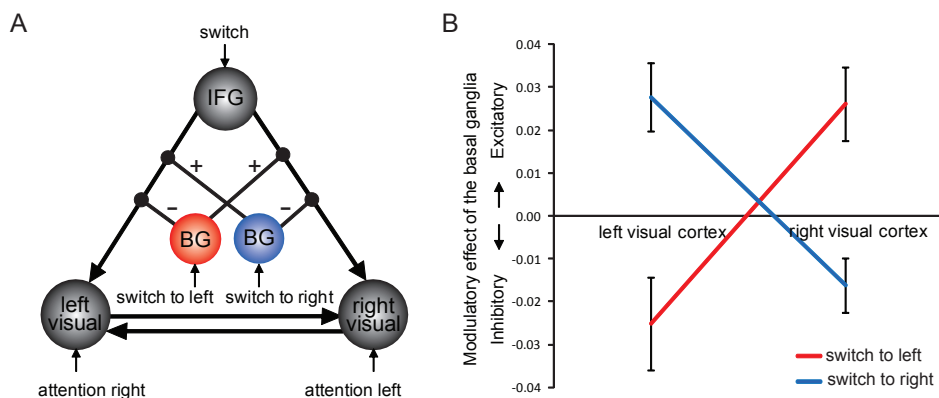 A
switch
IFG
+ +
− −
BG BG
switch to left switch to right
left
visual
right
visual
attention right attention left
B
Modulatory effect of the basal ganglia
Inhibitory Excitatory
0.04
0.03
0.02
0.01
0.00
-0.01
-0.02
-0.03
-0.04
left visual cortex right visual cortex
switch to left
switch to right